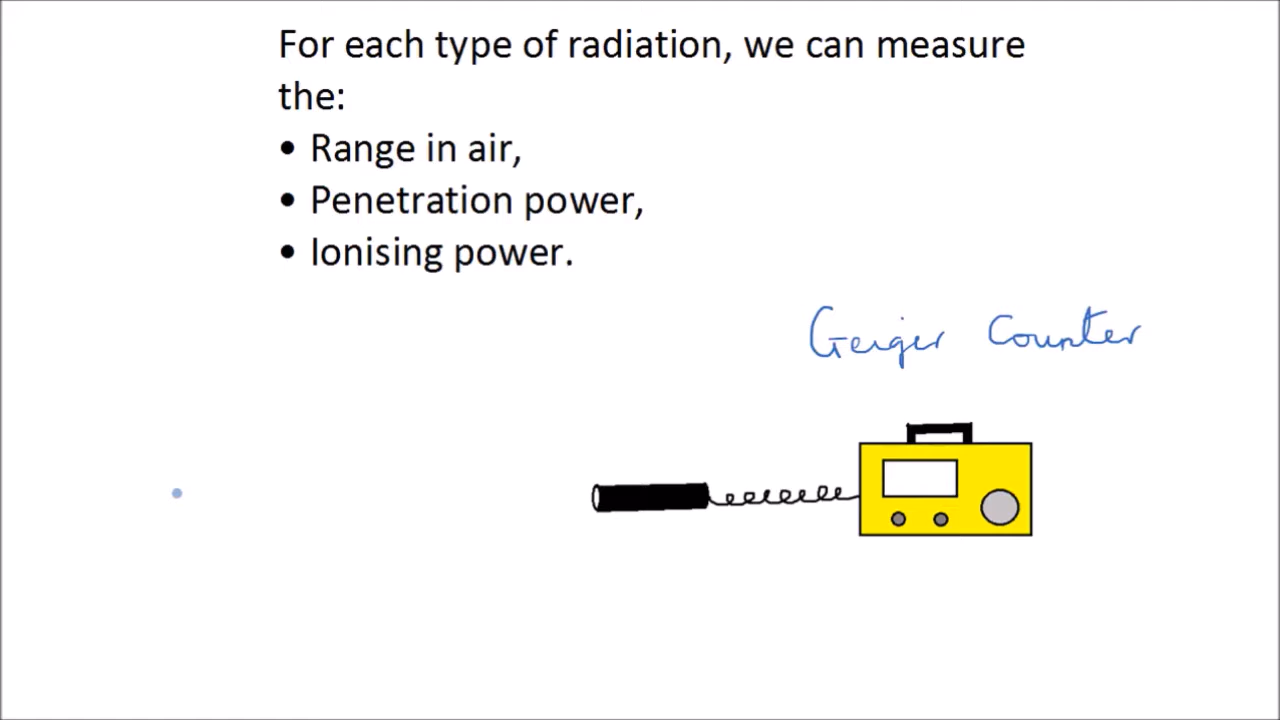 For each type of radiation, we can measure
the:
• Range in air,
• Penetration power,
• Ionising power.
Geiger Counter